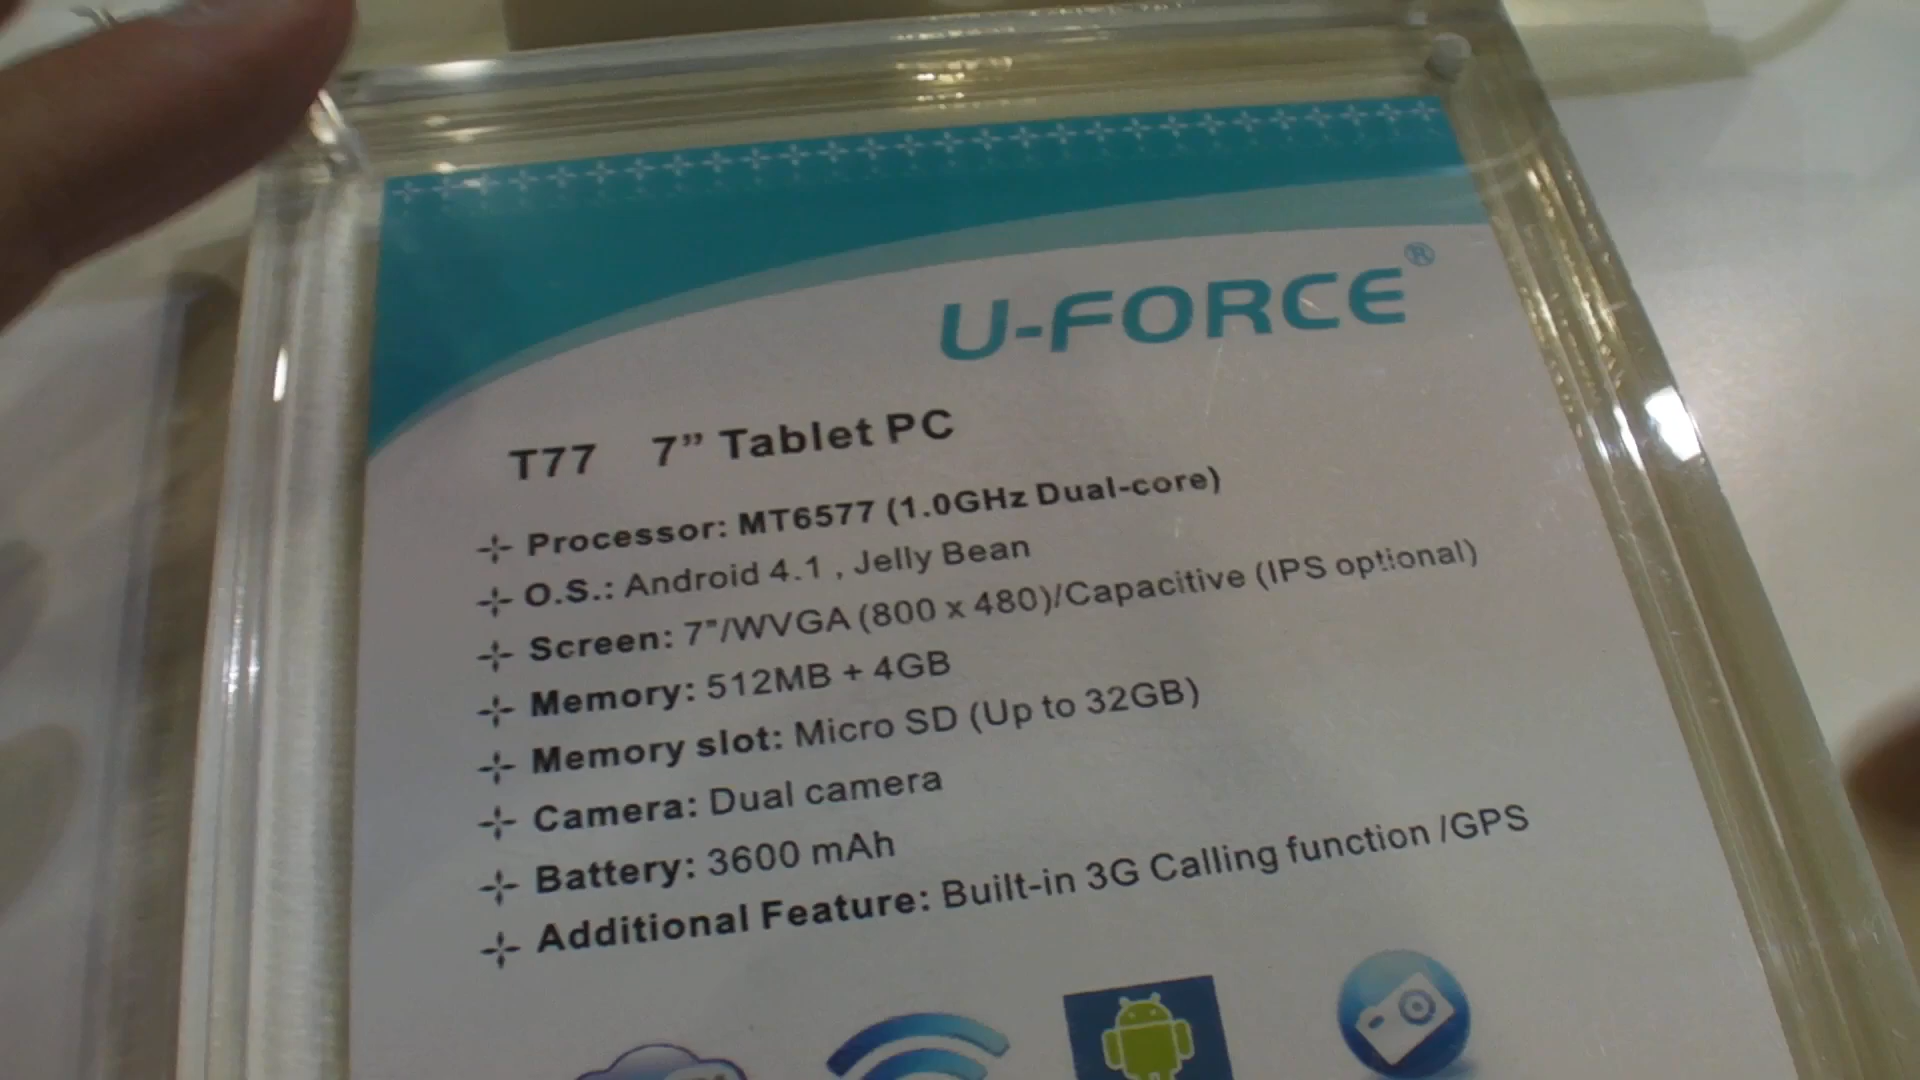 U-FORCE®
T77 7” Tablet PC
Processor: MT6577 (1.0GHz Dual-core)
O.S.: Android 4.1 , Jelly Bean
Screen: 7"/WVGA (800 x 480)/Capacitive (IPS optional)
Memory: 512MB + 4GB
Memory slot: Micro SD (Up to 32GB)
Camera: Dual camera
Battery: 3600 mAh
Additional Feature: Built-in 3G Calling function /GPS